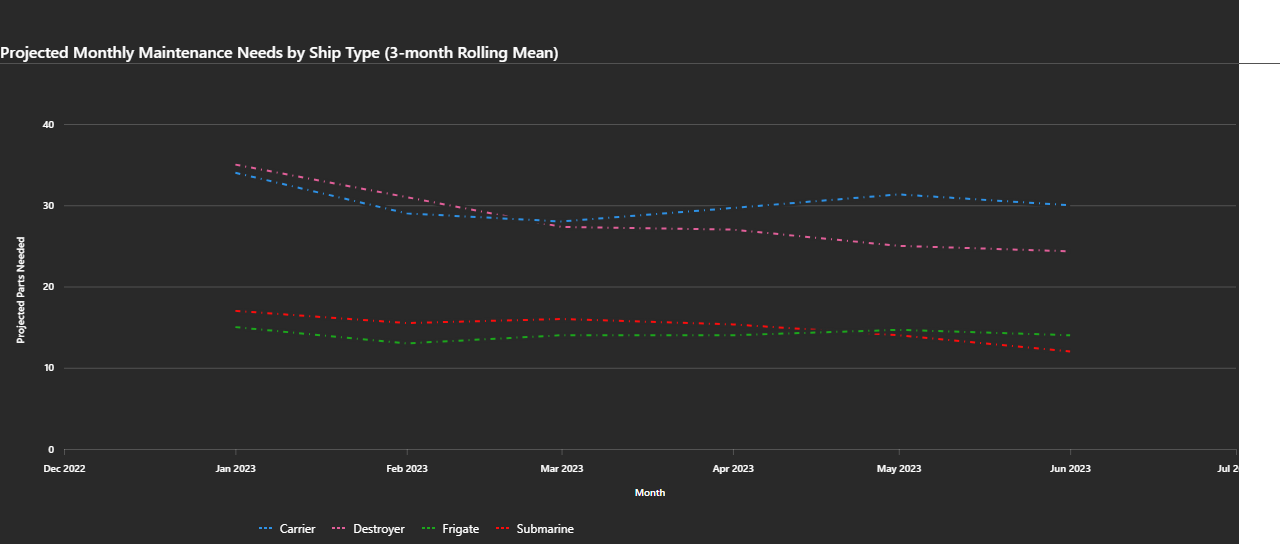 Projected Monthly Maintenance Needs by Ship Type (3-month Rolling Mean)
40
30
20
10
0
Projected Parts Needed
Dec 2022 Jan 2023 Feb 2023 Mar 2023 Apr 2023 May 2023 Jun 2023 Jul
Month
Carrier Destroyer Frigate Submarine